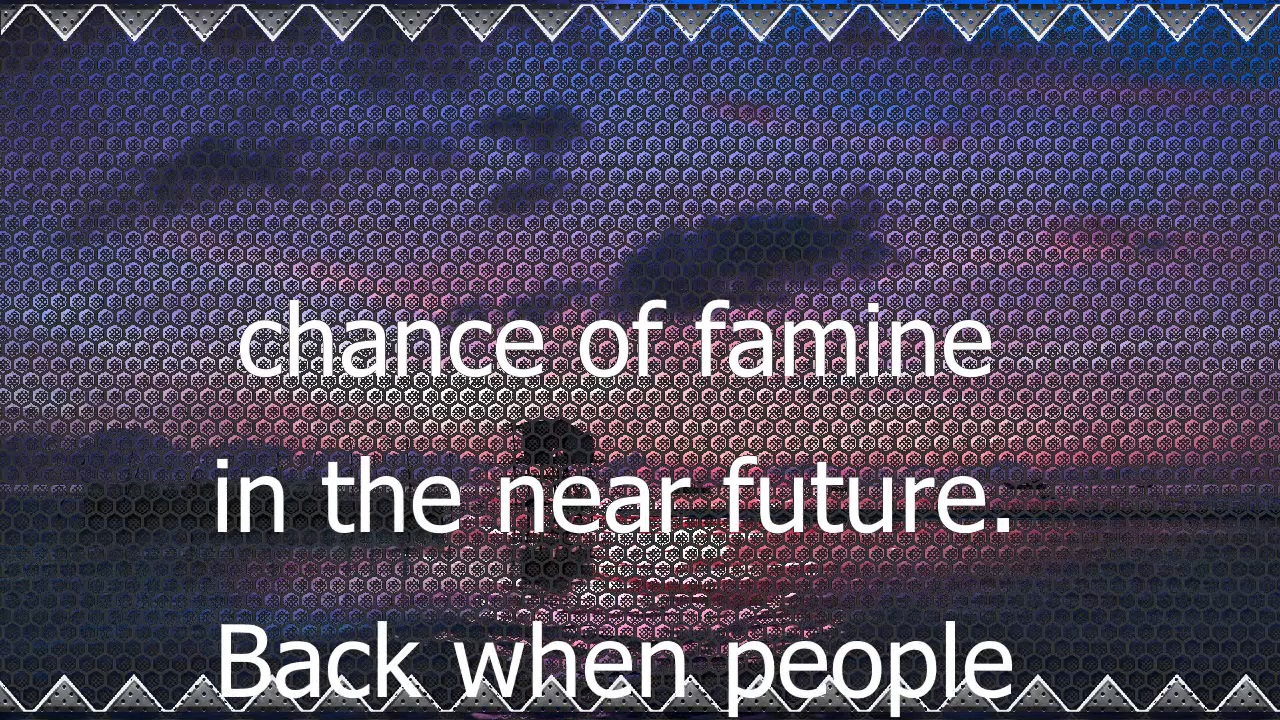 chance of famine
in the near future.
Back when people